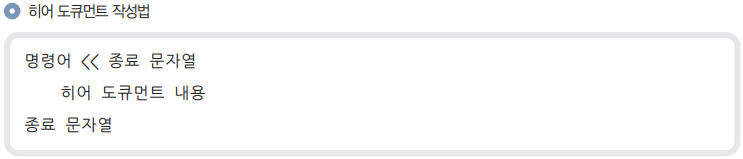 히어 도큐먼트 작성법
명령어 << 종료 문자열
히어 도큐먼트 내용
종료 문자열